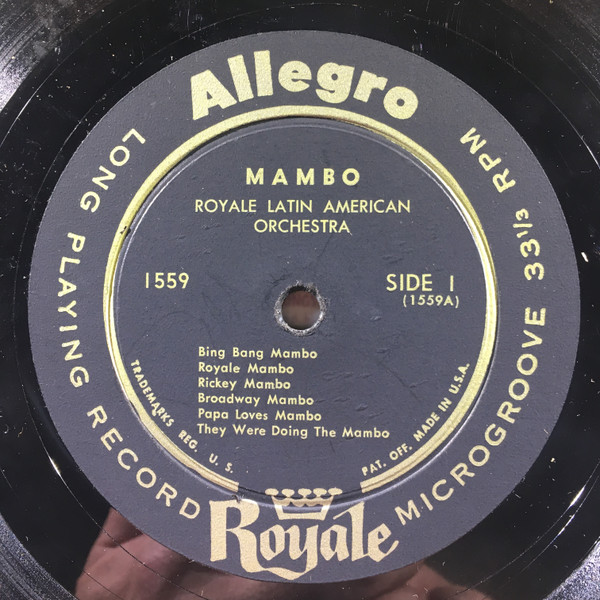 Allegro
LONG PLAYING RECORD
MICROGROOVE 33 1/3 RPM
MAMBO
ROYALE LATIN AMERICAN
ORCHESTRA
1559
SIDE 1
(1559A)
Bing Bang Mambo
Royale Mambo
Rickey Mambo
Broadway Mambo
Papa Loves Mambo
They Were Doing The Mambo
TRADEMARKS REG. U. S. PAT. OFF. MADE IN U.S.A.
Royale